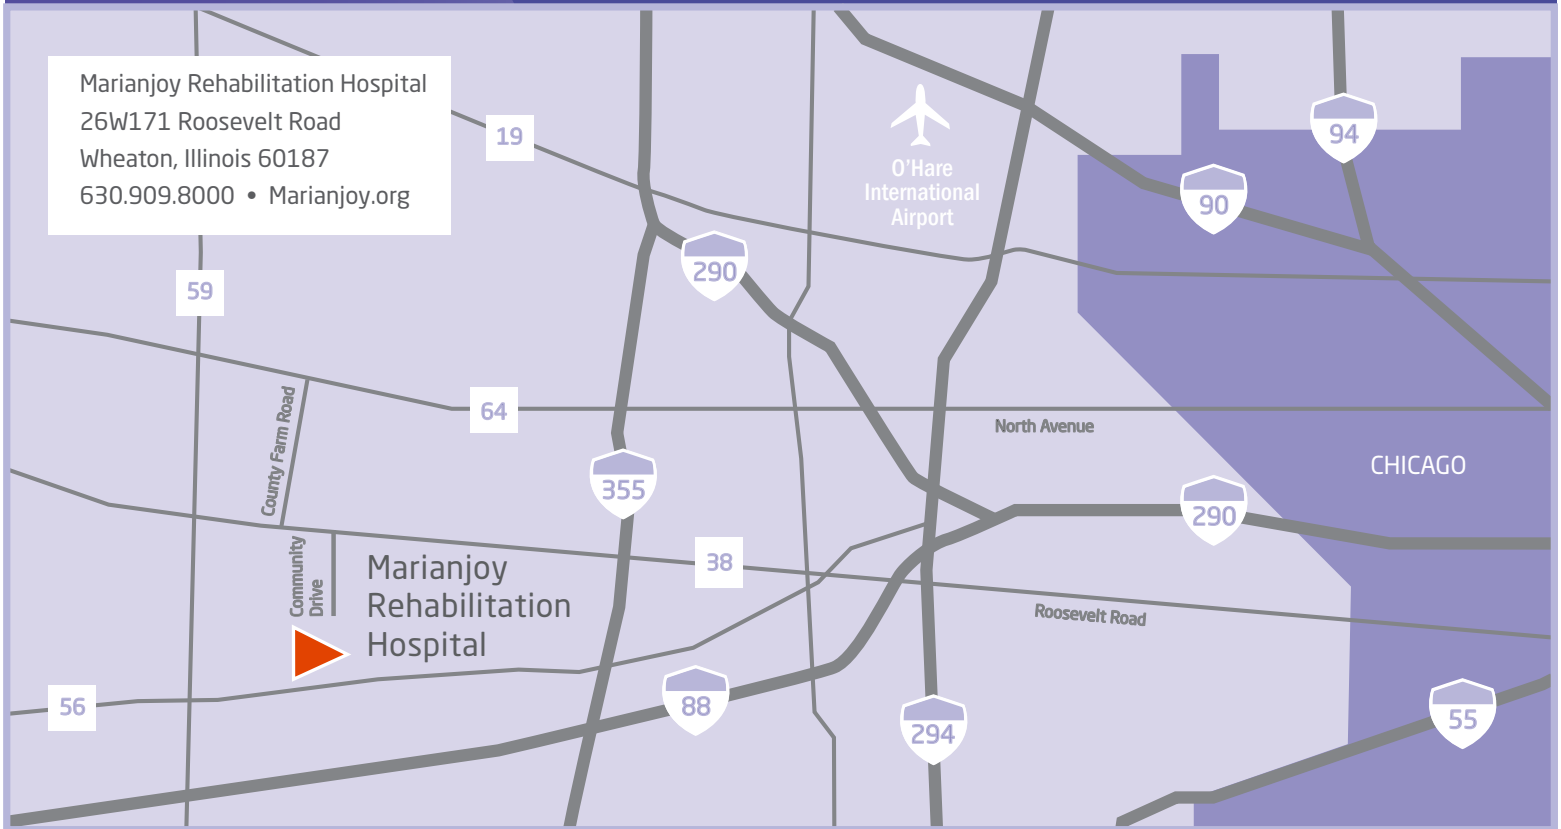 Marianjoy Rehabilitation Hospital
26W171 Roosevelt Road
Wheaton, Illinois 60187
630.909.8000 • Marianjoy.org
19
94
O'Hare
International
Airport
90
290
59
64
County Farm Road
North Avenue
CHICAGO
355
290
38
Community
Drive
Marianjoy
Rehabilitation
Hospital
Roosevelt Road
56
88
294
55